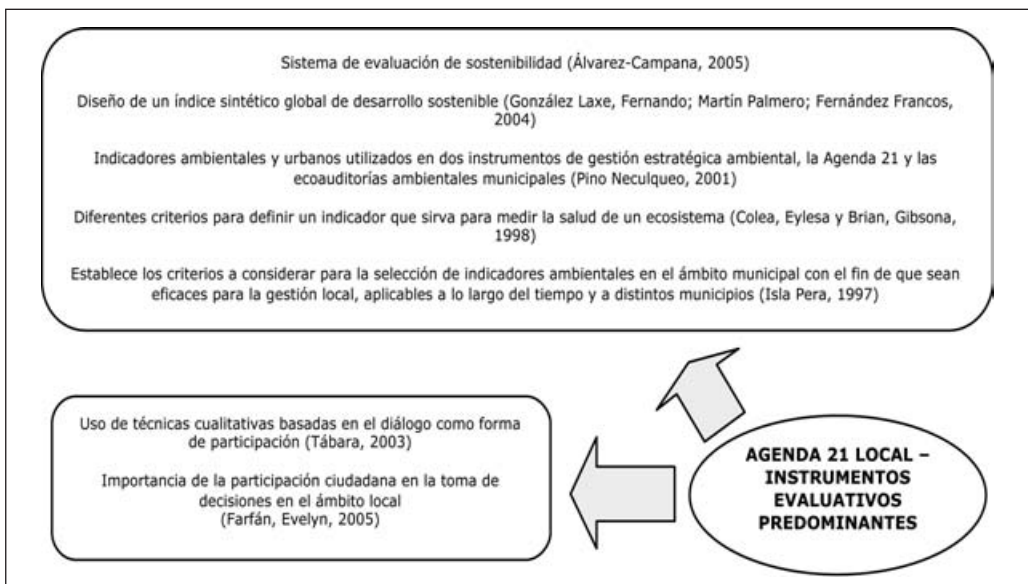 Sistema de evaluación de sostenibilidad (Álvarez-Campana, 2005)
Diseño de un índice sintético global de desarrollo sostenible (González Laxe, Fernando; Martín Palmero; Fernández Francos,
2004)
Indicadores ambientales y urbanos utilizados en dos instrumentos de gestión estratégica ambiental, la Agenda 21 y las
ecoauditorías ambientales municipales (Pino Neculqueo, 2001)
Diferentes criterios para definir un indicador que sirva para medir la salud de un ecosistema (Colea, Eylesa y Brian, Gibsona,
1998)
Establece los criterios a considerar para la selección de indicadores ambientales en el ámbito municipal con el fin de que sean
eficaces para la gestión local, aplicables a lo largo del tiempo y a distintos municipios (Isla Pera, 1997)
Uso de técnicas cualitativas basadas en el diálogo como forma
de participación (Tábara, 2003)
Importancia de la participación ciudadana en la toma de
decisiones en el ámbito local
(Farfán, Evelyn, 2005)
AGENDA 21 LOCAL –
INSTRUMENTOS
EVALUATIVOS
PREDOMINANTES